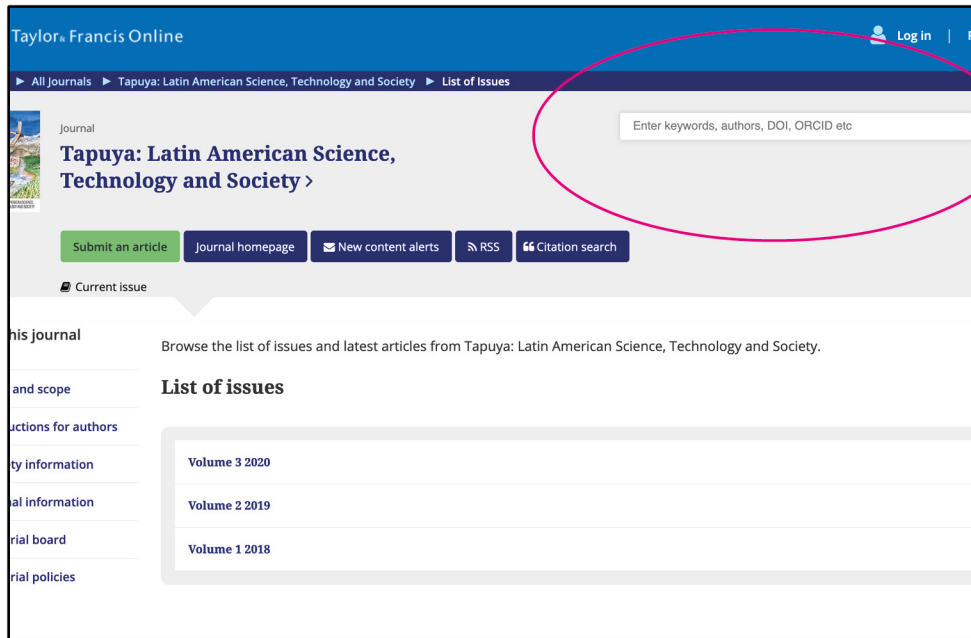 Taylor & Francis Online
Log in |
▶ All Journals ▶ Tapuya: Latin American Science, Technology and Society ▶ List of Issues
Enter keywords, authors, DOI, ORCID etc
Journal
Tapuya: Latin American Science,
Technology and Society >
Submit an article
Journal homepage
New content alerts
RSS
Citation search
Current issue
his journal
Browse the list of issues and latest articles from Tapuya: Latin American Science, Technology and Society.
and scope
List of issues
uctions for authors
ty information
Volume 3 2020
nal information
Volume 2 2019
rial board
Volume 1 2018
rial policies